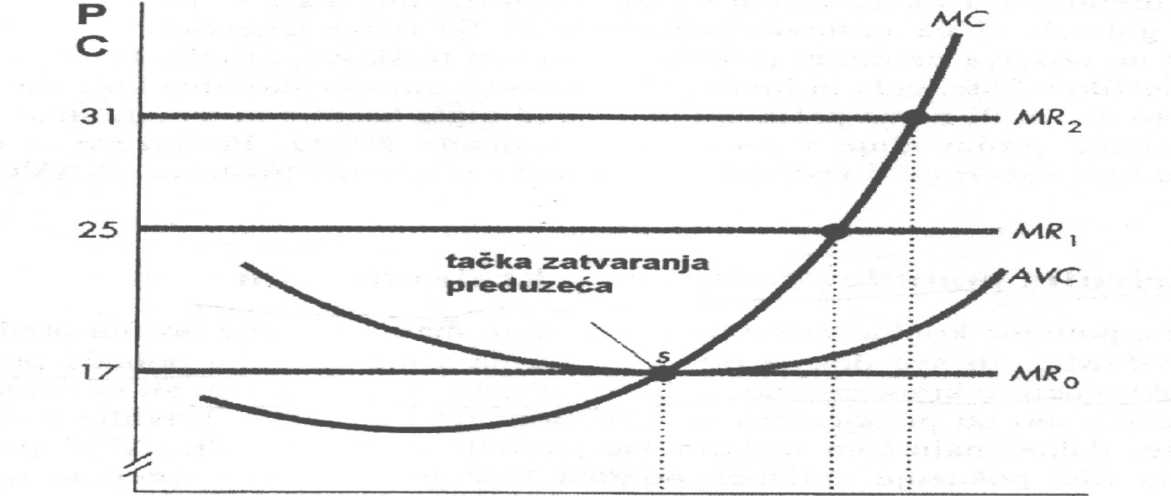 P
C
MC
31
MR2
25
MR1
tačka zatvaranja
preduzeća
AVC
s
17
MR0